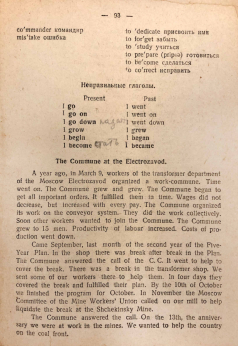 — 93 —
co'mmander командир
mis'take ошибка
to 'dedicate присвоить имя
to for'get забыть
to 'study учиться
to pre'pare (prip-ə) готовиться
to be'come сделаться
to co'rrect исправить
Неправильные глаголы.
Present Past
I go I went
I go on I went on
I go down I went down
I grow I grew
I begin I began
I become I became
The Commune at the Electrozavod.
A year ago, in March 9, workers of the transformer department
of the Moscow Electrozavod organized a work-commune. Time
went on. The Commune grew and grew. The Commune began to
get all important orders. It fulfilled them in time. Wages did not
decrease, but increased with every pay. The Commune organized
its work on the conveyor system. They did the work collectively.
Soon other workers wanted to join the Commune. The Commune
grew to 15 men. Productivity of labour increased. Costs of pro-
duction went down.
Came September, last month of the second year of the Five-
Year Plan. In the shop there was after break in the Plan.
The Commune answered the call of the C. C. It went to help to
cover the break. There was a break in the transformer shop. We
sent some of our workers there to help them. In four days they
covered the break and fulfilled their plan. By the 10th of October
we finished the program for October. In November the Moscow
Committee of the Mine Workers' Union called on our mill to help
liquidate the break at the Shchekinsky Mine.
The Commune answered the call. On the 13th, the anniver-
sary we were at work in the mines. We wanted to help the country
on the coal front.